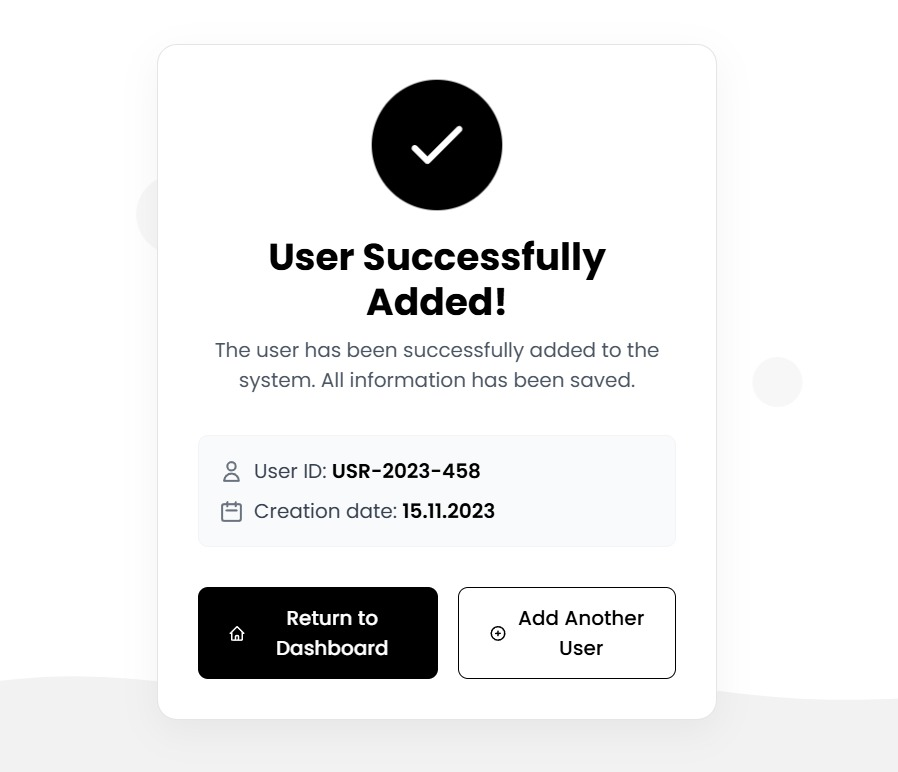 User Successfully
Added!
The user has been successfully added to the
system. All information has been saved.
User ID: USR-2023-458
Creation date: 15.11.2023
Return to
Dashboard
Add Another
User